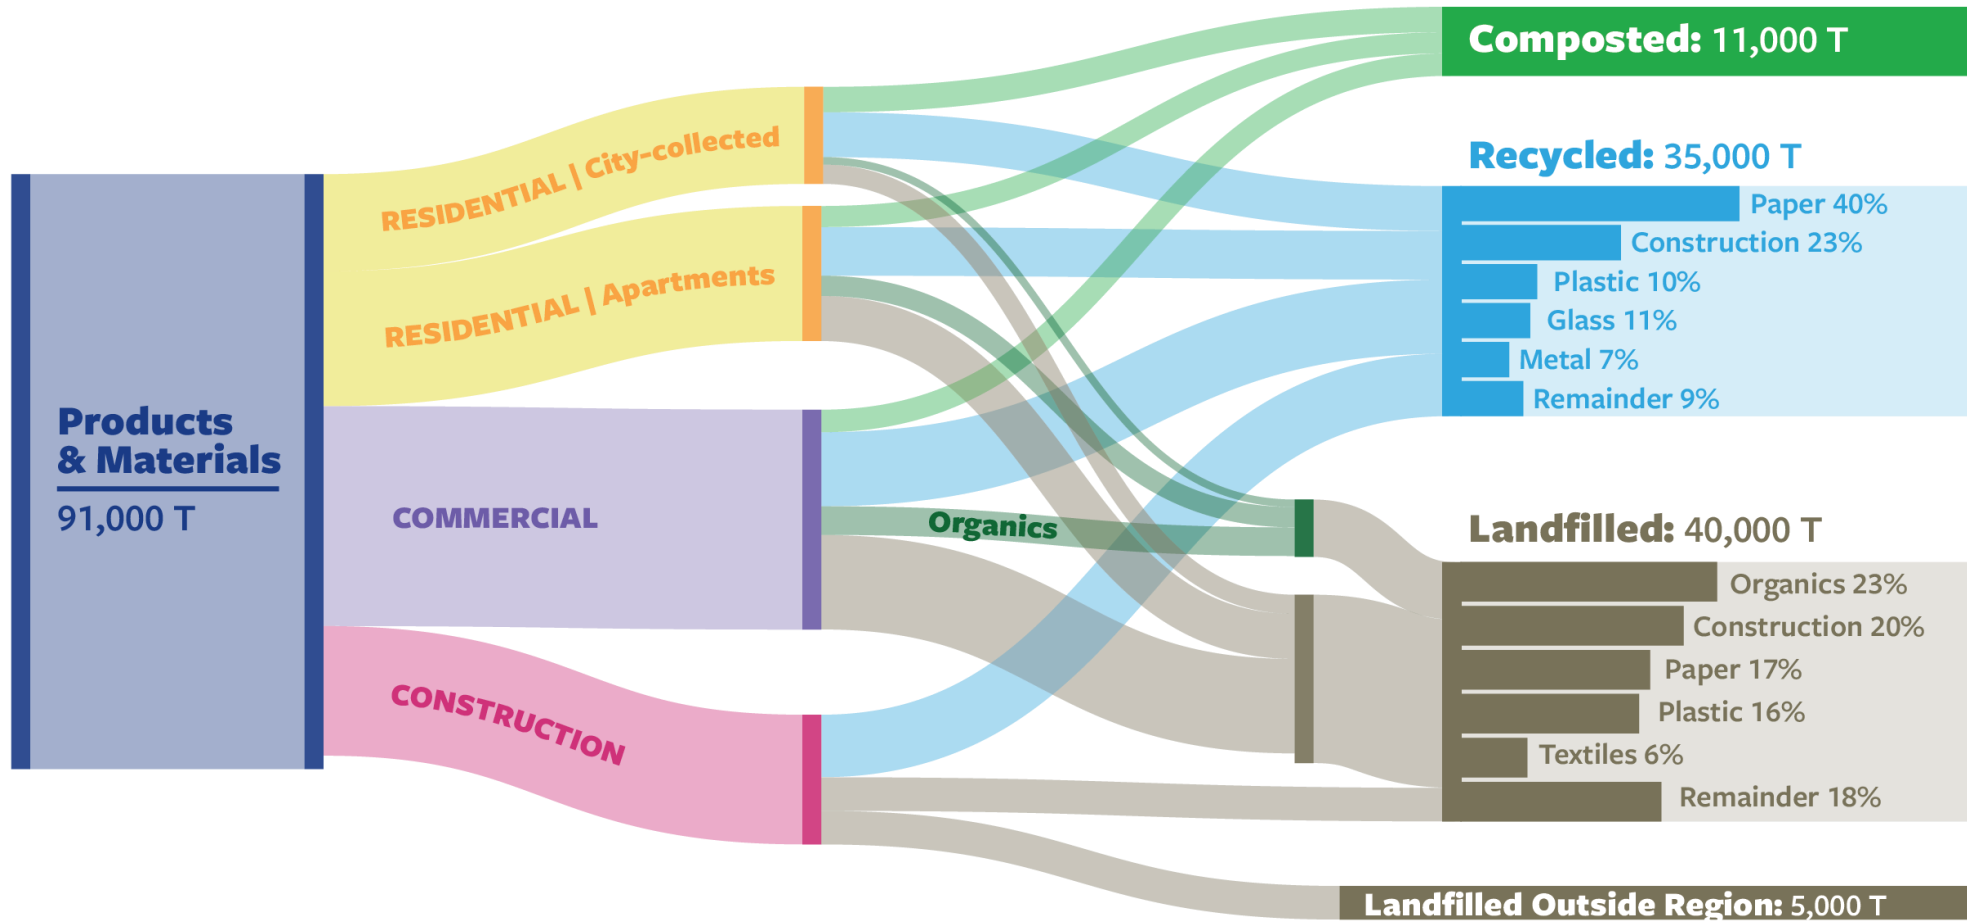 Products
& Materials
91,000 T
RESIDENTIAL | City-collected
RESIDENTIAL | Apartments
COMMERCIAL
CONSTRUCTION
Organics
Composted: 11,000 T
Recycled: 35,000 T
Paper 40%
Construction 23%
Plastic 10%
Glass 11%
Metal 7%
Remainder 9%
Landfilled: 40,000 T
Organics 23%
Construction 20%
Paper 17%
Plastic 16%
Textiles 6%
Remainder 18%
Landfilled Outside Region: 5,000 T